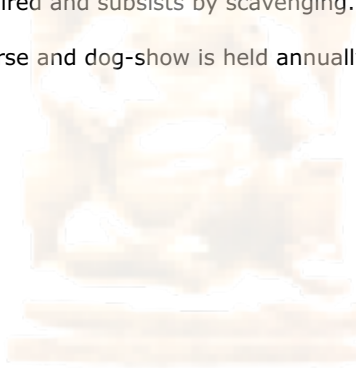 ired and subsists by scavenging.
rse and dog-show is held annuall